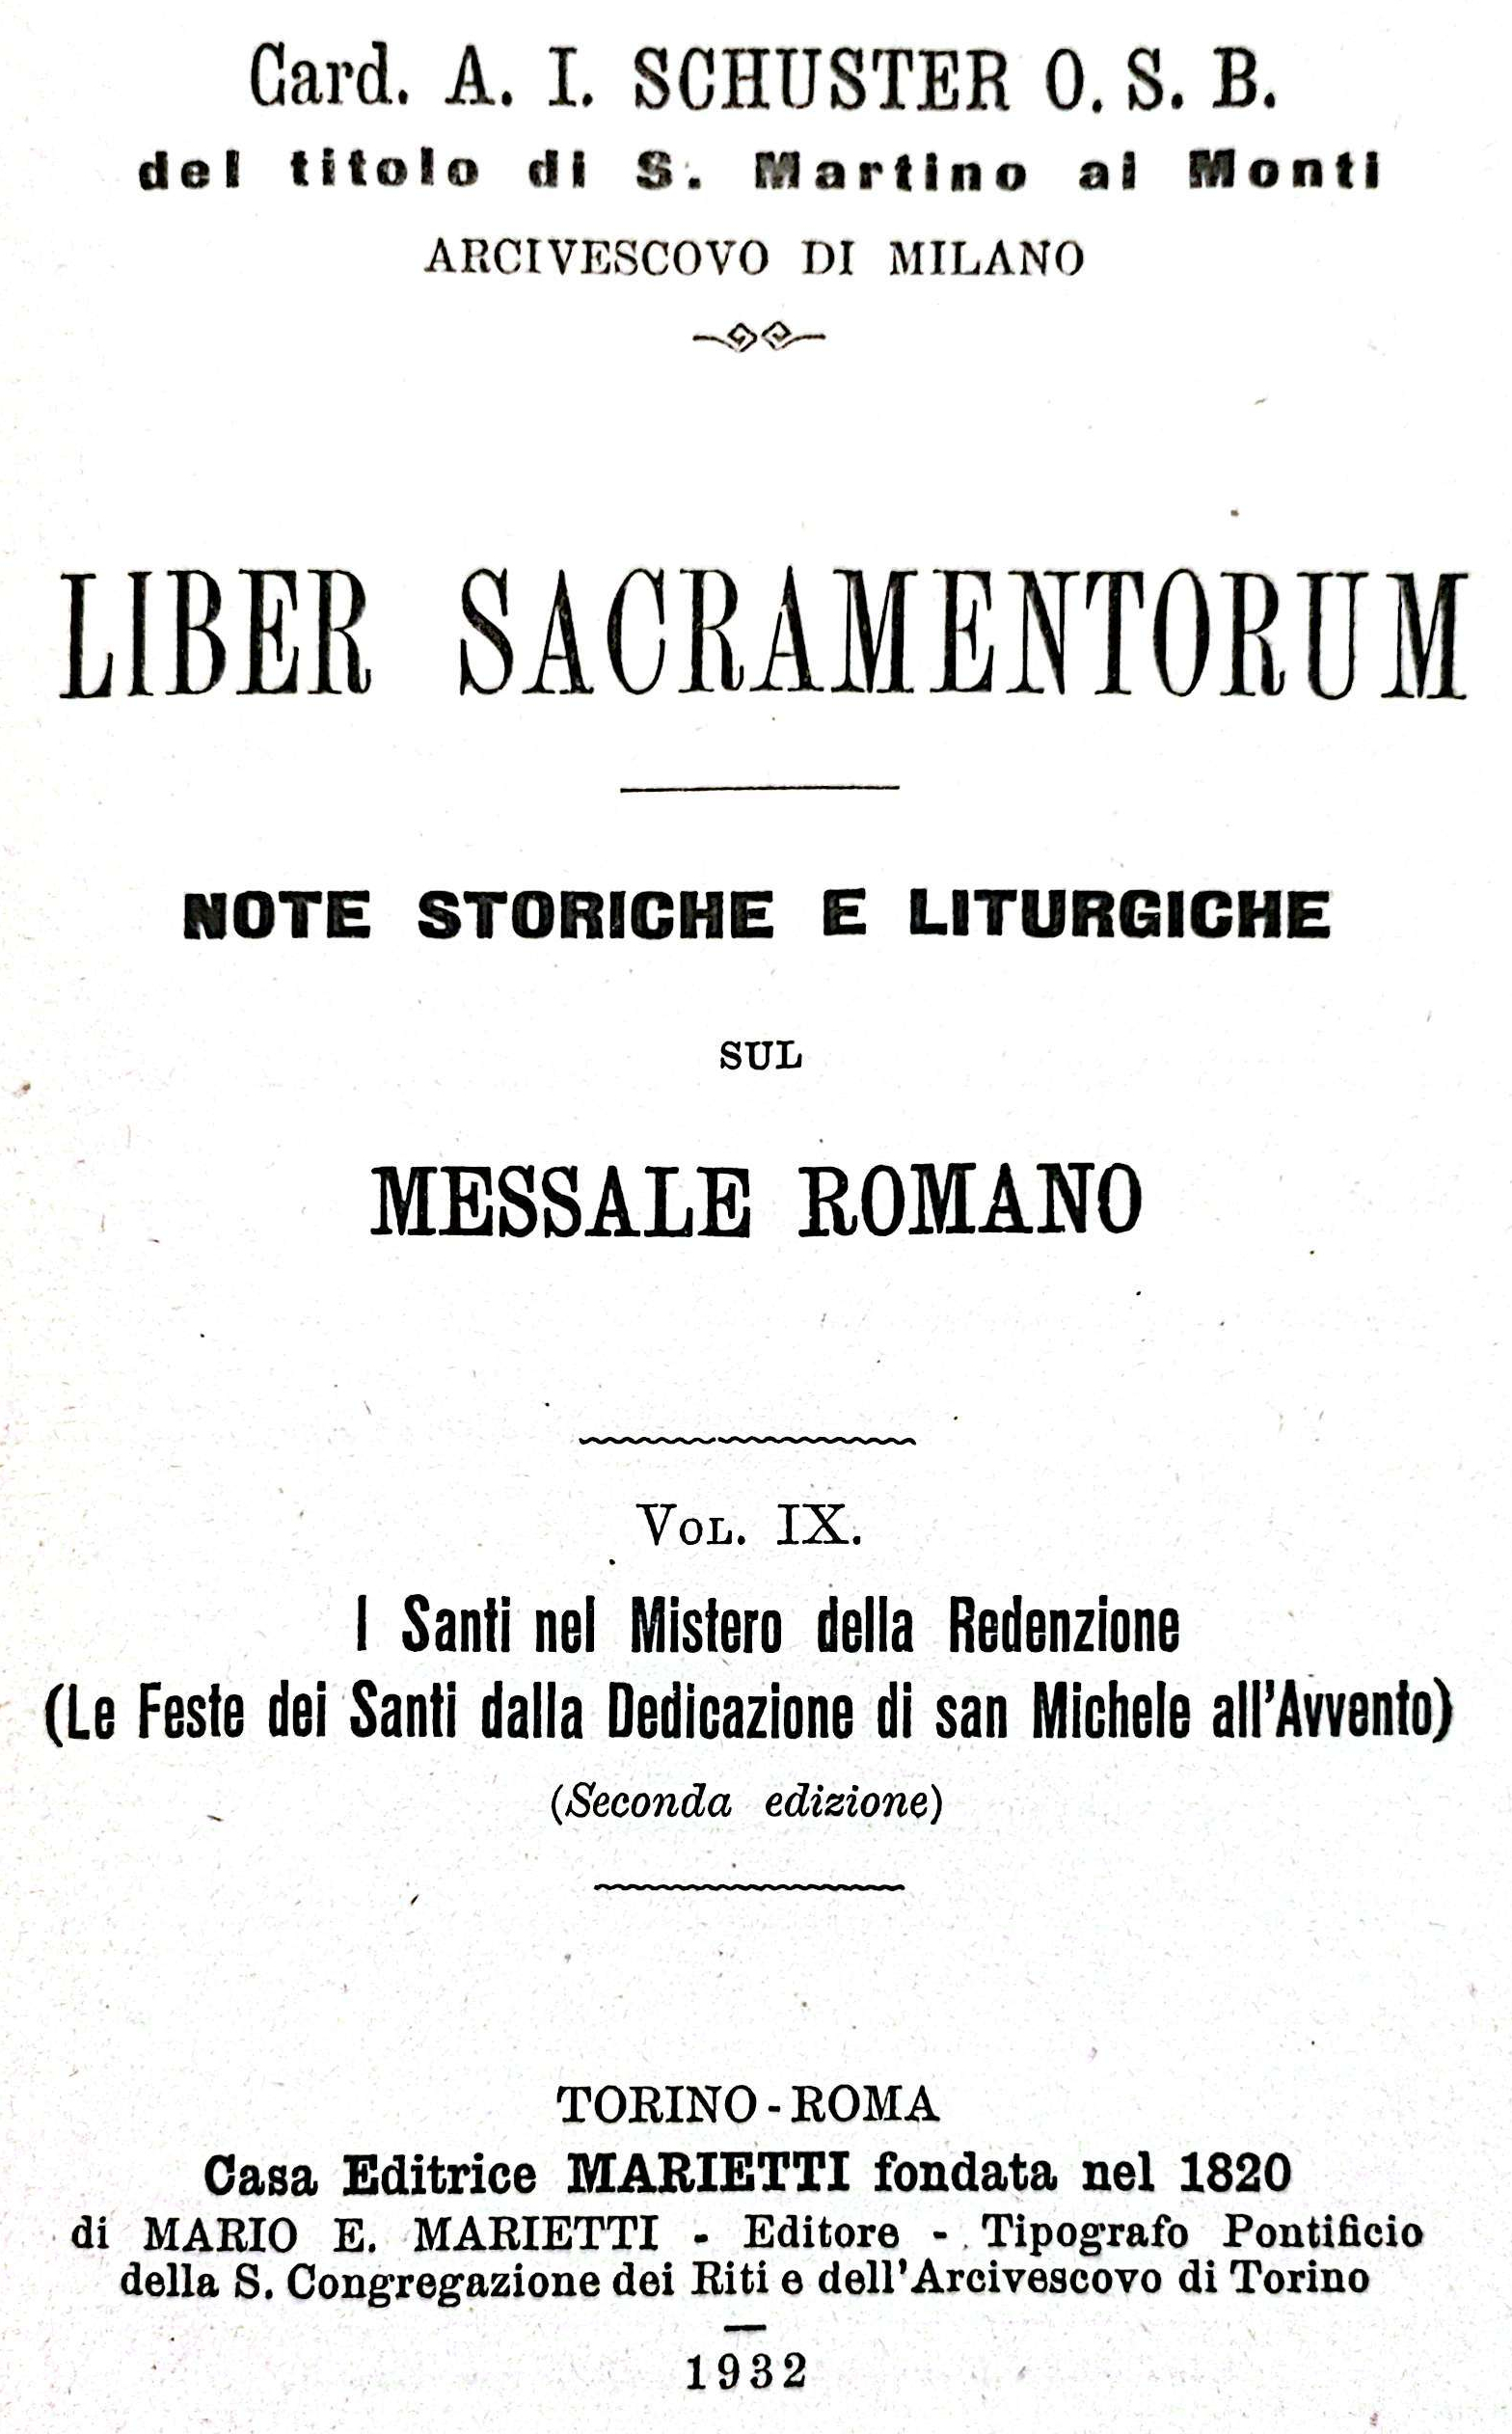 Card. A. I. SCHUSTER O. S. B.
del titolo di S. Martino ai Monti
ARCIVESCOVO DI MILANO
LIBER SACRAMENTORUM
NOTE STORICHE E LITURGICHE
SUL
MESSALE ROMANO
VOL. IX.
I Santi nel Mistero della Redenzione
(Le Feste dei Santi dalla Dedicazione di san Michele all'Avvento)
(Seconda edizione)
TORINO - ROMA
Casa Editrice MARIETTI fondata nel 1820
di MARIO E. MARIETTI - Editore - Tipografo Pontificio
della S. Congregazione dei Riti e dell'Arcivescovo di Torino
1932